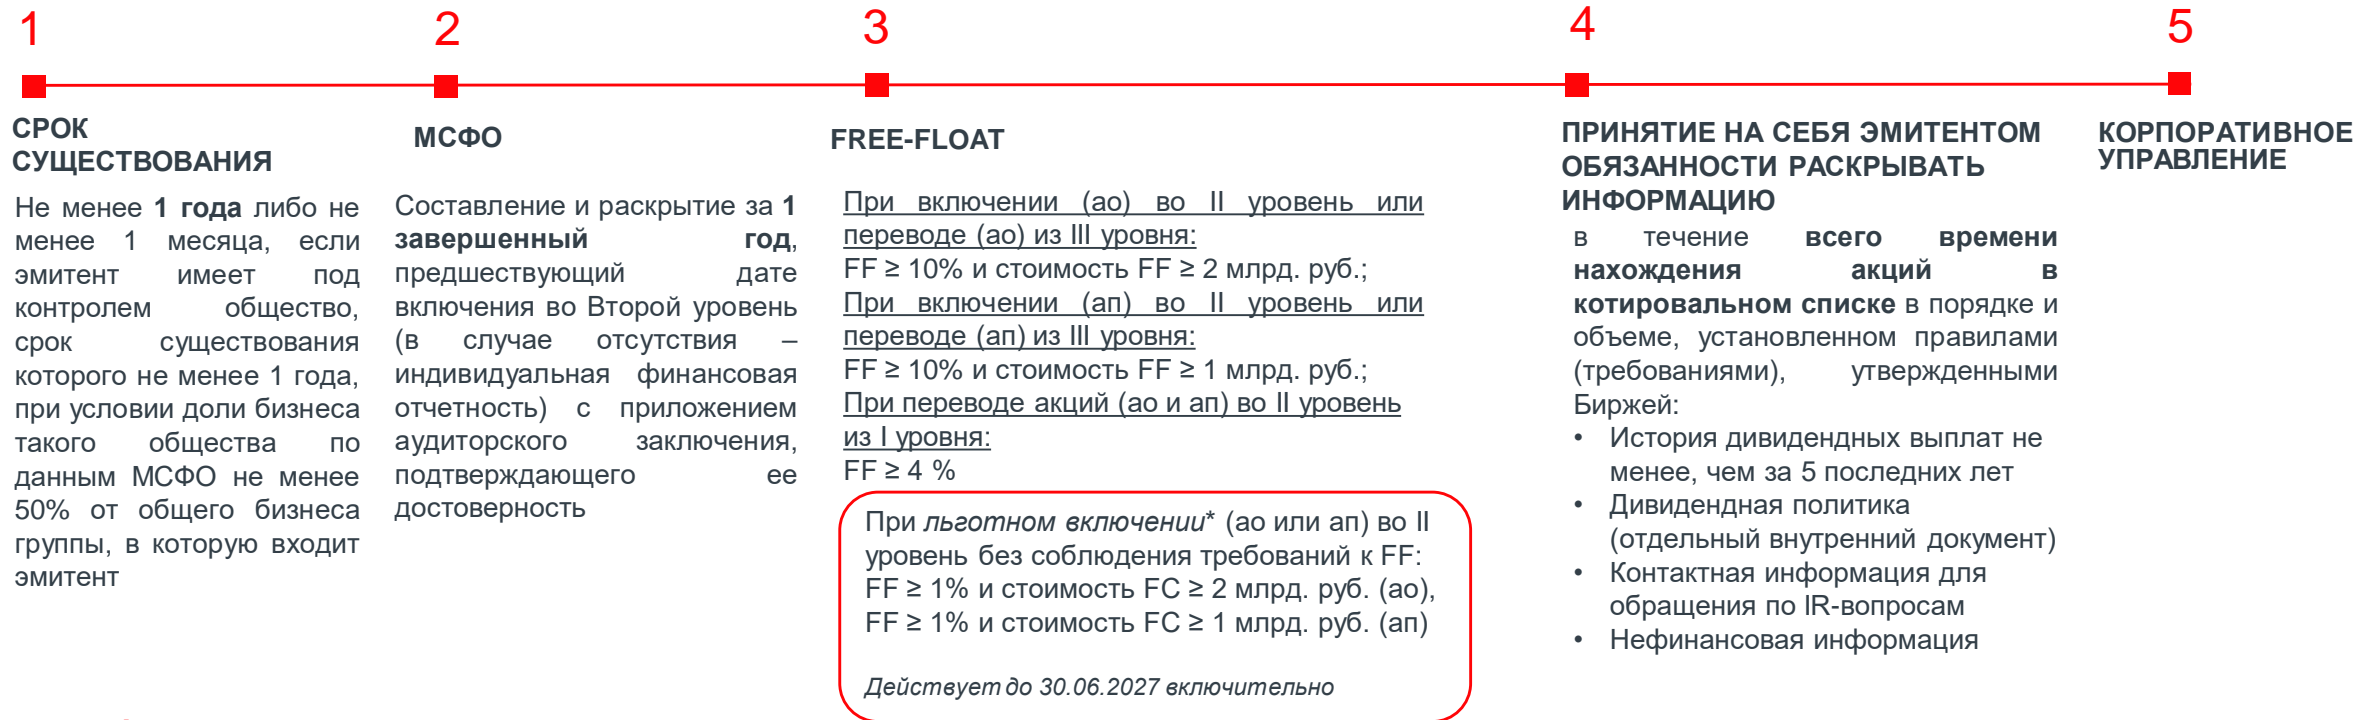 1
2
3
4
5
СРОК
СУЩЕСТВОВАНИЯ
Не менее 1 года либо не
менее 1 месяца, если
эмитент имеет под
контролем общество,
срок существования
которого не менее 1 года,
при условии доли бизнеса
такого общества по
данным МСФО не менее
50% от общего бизнеса
группы, в которую входит
эмитент
МСФО
Составление и раскрытие за 1
завершенный год,
предшествующий дате
включения во Второй уровень
(в случае отсутствия –
индивидуальная финансовая
отчетность) с приложением
аудиторского заключения,
подтверждающего ее
достоверность
FREE-FLOAT
При включении (ао) во II уровень или
переводе (ао) из III уровня:
FF ≥ 10% и стоимость FF ≥ 2 млрд. руб.;
При включении (ап) во II уровень или
переводе (ап) из III уровня:
FF ≥ 10% и стоимость FF ≥ 1 млрд. руб.;
При переводе акций (ао и ап) во II уровень
из I уровня:
FF ≥ 4 %
При льготном включении* (ао или ап) во II
уровень без соблюдения требований к FF:
FF ≥ 1% и стоимость FC ≥ 2 млрд. руб. (ао),
FF ≥ 1% и стоимость FC ≥ 1 млрд. руб. (ап)
Действует до 30.06.2027 включительно
ПРИНЯТИЕ НА СЕБЯ ЭМИТЕНТОМ
ОБЯЗАННОСТИ РАСКРЫВАТЬ
ИНФОРМАЦИЮ
в течение всего времени
нахождения акций в
котировальном списке в порядке и
объеме, установленном правилами
(требованиями), утвержденными
Биржей:
• История дивидендных выплат не
менее, чем за 5 последних лет
• Дивидендная политика
(отдельный внутренний документ)
• Контактная информация для
обращения по IR-вопросам
• Нефинансовая информация
КОРПОРАТИВНОЕ
УПРАВЛЕНИЕ